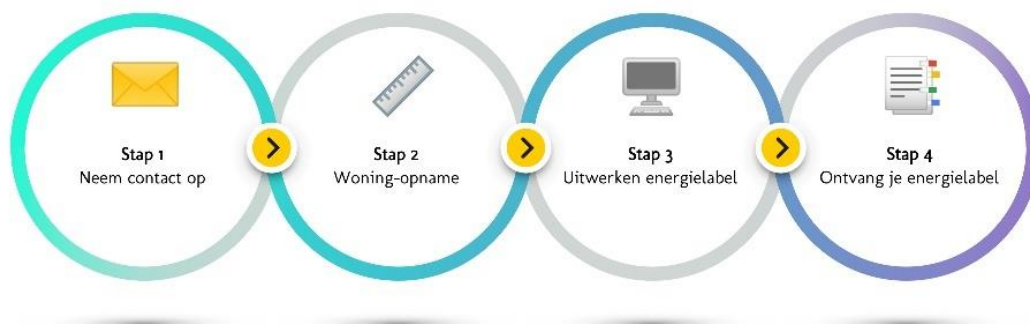 Stap 1
Neem contact op
Stap 2
Woning-opname
Stap 3
Uitwerken energielabel
Stap 4
Ontvang je energielabel